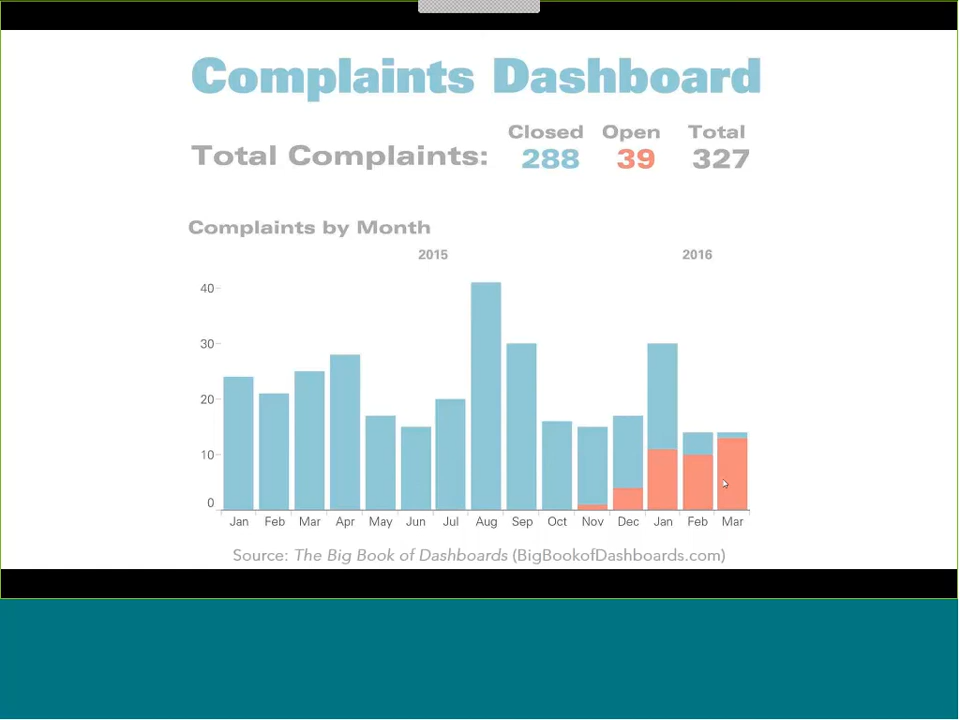 Complaints Dashboard
Closed Open Total
Total Complaints: 288 39 327
Complaints by Month
2015 2016
40
30
20
10
0
Jan Feb Mar Apr May Jun Jul Aug Sep Oct Nov Dec Jan Feb Mar
Source: The Big Book of Dashboards (BigBookofDashboards.com)